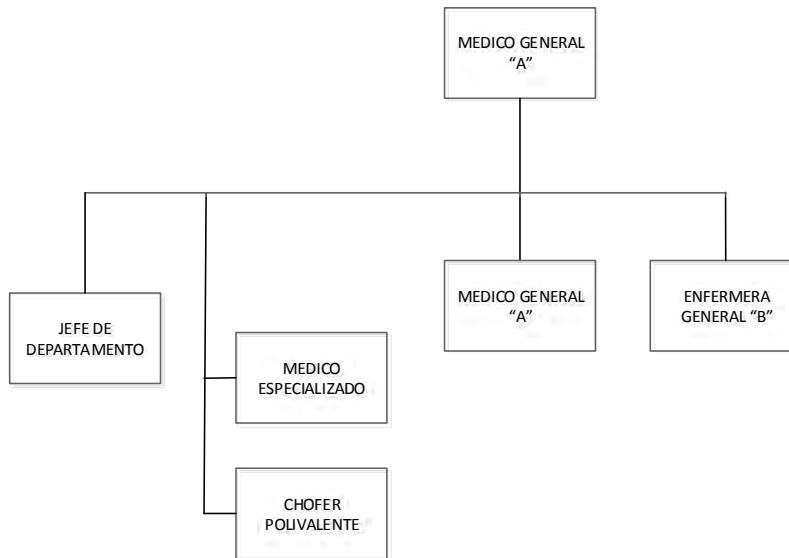 MEDICO GENERAL
“A”
MEDICO GENERAL
“A”
ENFERMERA
GENERAL “B”
JEFE DE
DEPARTAMENTO
MEDICO
ESPECIALIZADO
CHOFER
POLIVALENTE